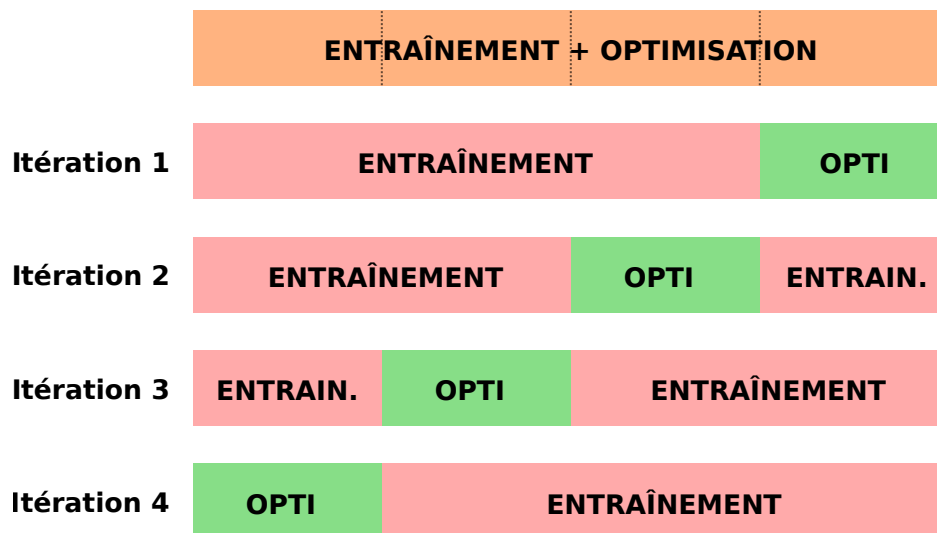 ENTRAÎNEMENT + OPTIMISATION
Itération 1 ENTRAÎNEMENT OPTI
Itération 2 ENTRAÎNEMENT OPTI ENTRAIN.
Itération 3 ENTRAIN. OPTI ENTRAÎNEMENT
Itération 4 OPTI ENTRAÎNEMENT